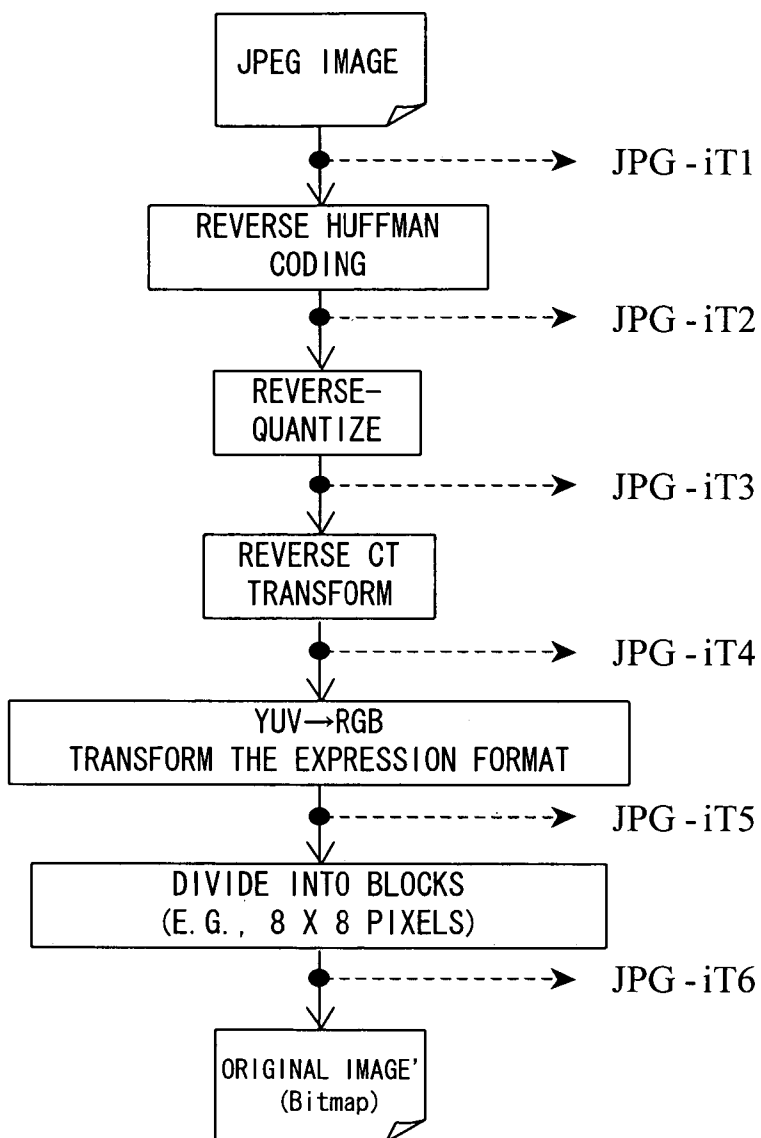 JPEG IMAGE
JPG-iT1
REVERSE HUFFMAN
CODING
JPG-iT2
REVERSE-
QUANTIZE
JPG-iT3
REVERSE CT
TRANSFORM
JPG-iT4
YUV→RGB
TRANSFORM THE EXPRESSION FORMAT
JPG-iT5
DIVIDE INTO BLOCKS
(E.G., 8 X 8 PIXELS)
JPG-iT6
ORIGINAL IMAGE'
(Bitmap)